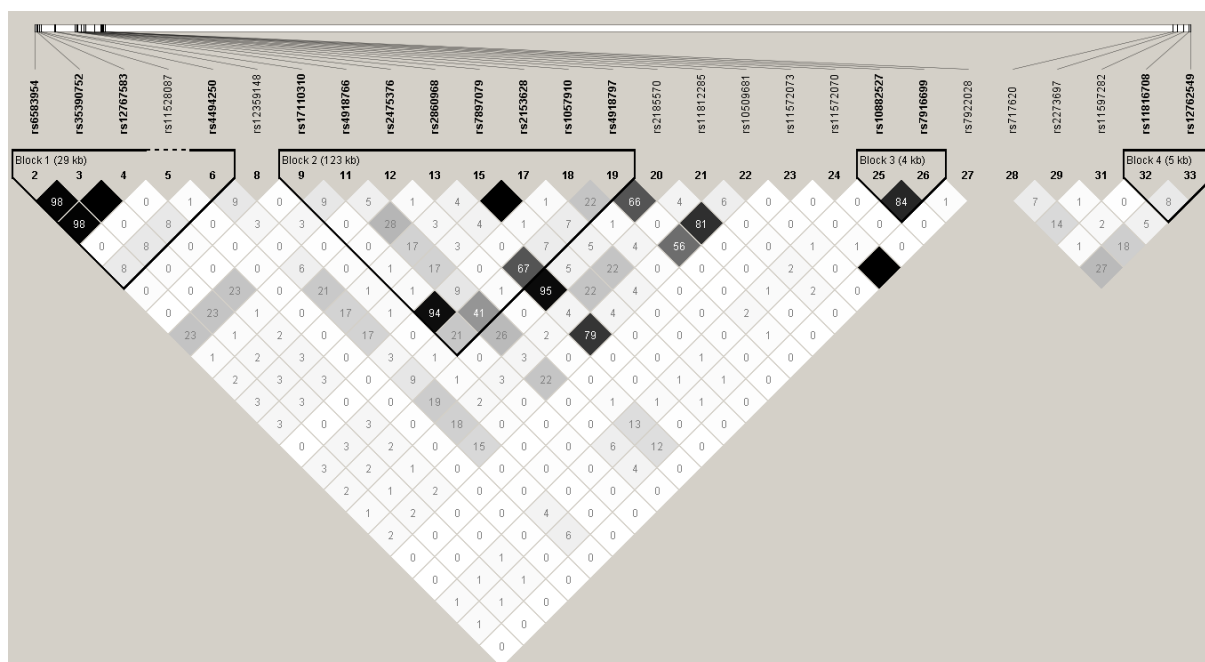 rs6583954
rs35390752
rs12767583
rs11528087
rs4494250
rs12359148
rs17110310
rs4918766
rs2475376
rs2860968
rs7897079
rs2153628
rs1057910
rs4918797
rs2185570
rs11812285
rs10509681
rs11572073
rs11572070
rs10882527
rs7916699
rs7922028
rs717620
rs2273697
rs11597282
rs11816708
rs12762549
Block 1 (29 kb) Block 2 (123 kb) Block 3 (4 kb) Block 4 (5 kb)
2 3 4 5 6 8 9 11 12 13 15 17 18 19 20 21 22 23 24 25 26 27 28 29 31 32 33
98 0 1 9 0 9 5 1 4 1 22 66 4 6 0 0 0 84 1 7 1 0 8
98 0 8 0 3 3 0 28 3 4 1 7 1 0 81 0 0 0 0 0 14 2 5
0 8 0 0 0 0 0 17 3 0 7 5 4 56 0 0 1 1 0 1 18
8 0 0 0 6 0 1 17 0 67 5 22 0 0 0 2 0 27
0 0 23 0 21 1 1 9 1 95 22 4 0 0 1 2 0
0 23 1 0 17 1 94 41 0 4 4 0 0 2 0 0
23 1 2 0 17 0 21 26 0 79 0 0 0 0 0
1 2 3 0 3 1 0 3 0 0 0 1 0 0
2 3 3 0 9 1 3 22 0 0 1 1 0
3 3 0 0 19 2 0 0 1 1 1 0
3 0 3 0 18 0 0 0 13 0 0
0 3 2 0 15 0 0 6 12 0
3 2 1 0 0 0 0 4 0
2 1 2 0 0 0 0 0
1 2 0 0 4 0 0
2 0 0 0 6 0
0 0 1 0 0
0 1 1 0
1 1 0
1 0
0